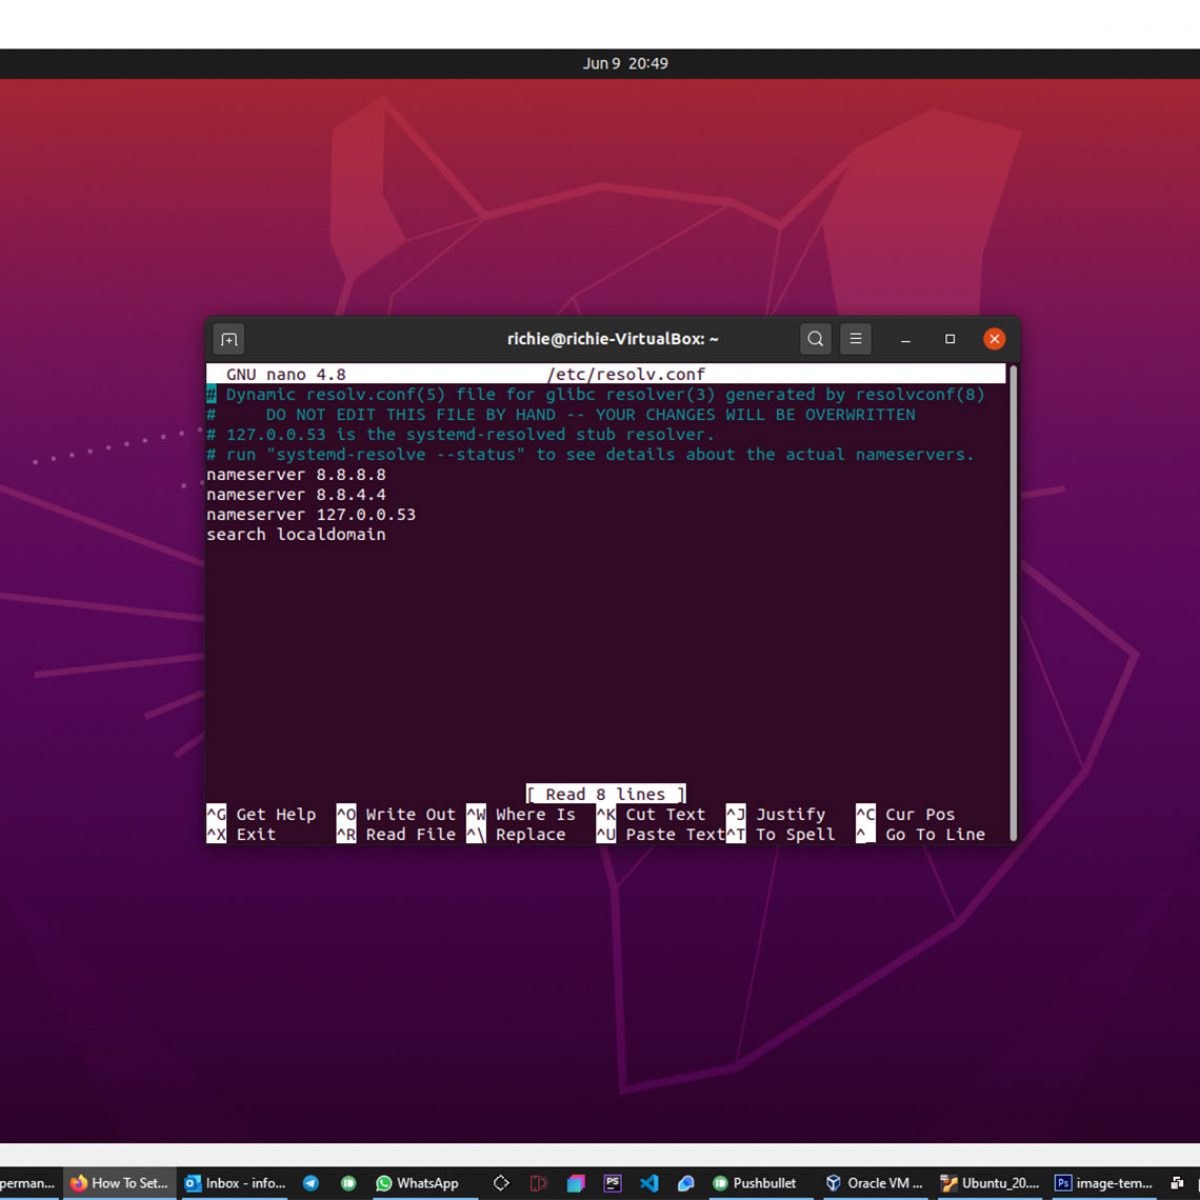 Jun 9 20:49
richie@richie-VirtualBox: ~
GNU nano 4.8 /etc/resolv.conf
# Dynamic resolv.conf(5) file for glibc resolver(3) generated by resolvconf(8)
#     DO NOT EDIT THIS FILE BY HAND -- YOUR CHANGES WILL BE OVERWRITTEN
# 127.0.0.53 is the systemd-resolved stub resolver.
# run "systemd-resolve --status" to see details about the actual nameservers.
nameserver 8.8.8.8
nameserver 8.8.4.4
nameserver 127.0.0.53
search localdomain
[ Read 8 lines ]
^G Get Help ^O Write Out ^W Where Is ^K Cut Text ^J Justify ^C Cur Pos
^X Exit ^R Read File ^\ Replace ^U Paste Text ^T To Spell ^_ Go To Line
perman... How To Set... Inbox - info... WhatsApp PS Pushbullet Oracle VM ... Ubuntu_20.... Ps image-tem...